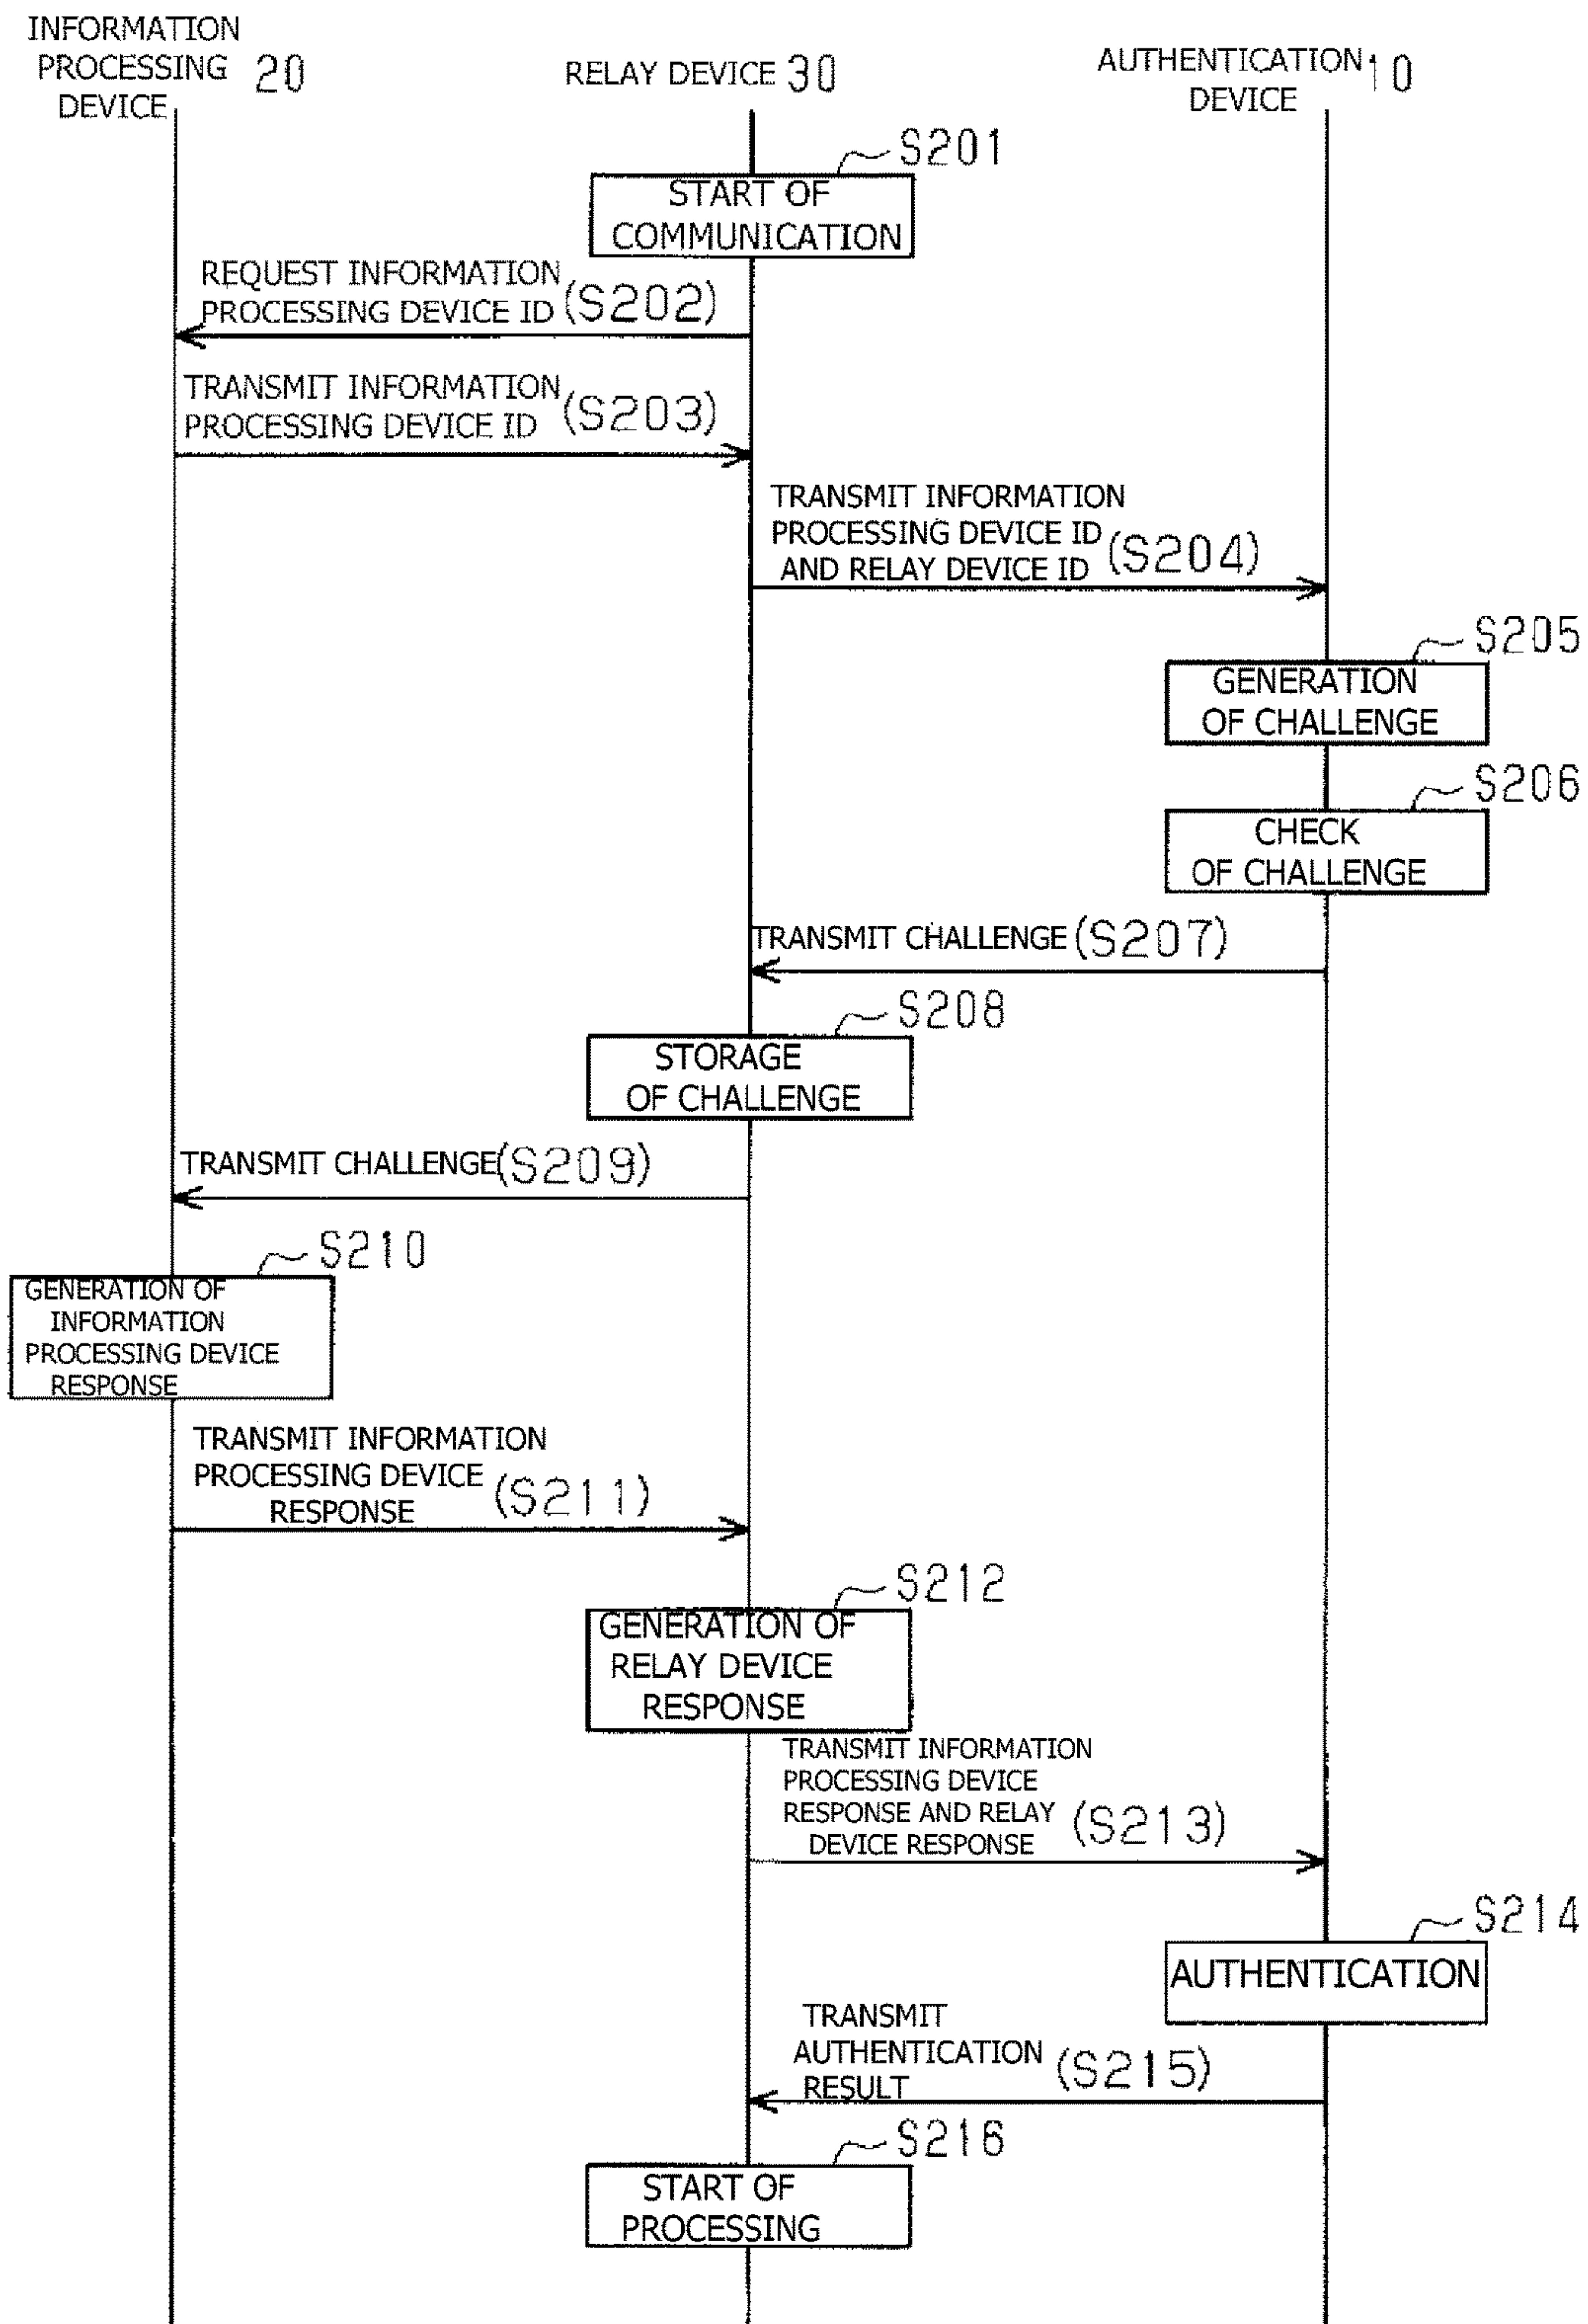 INFORMATION
PROCESSING 20
DEVICE
RELAY DEVICE 30
AUTHENTICATION 10
DEVICE
S201
START OF
COMMUNICATION
REQUEST INFORMATION
PROCESSING DEVICE ID (S202)
TRANSMIT INFORMATION
PROCESSING DEVICE ID (S203)
TRANSMIT INFORMATION
PROCESSING DEVICE ID
AND RELAY DEVICE ID (S204)
S205
GENERATION
OF CHALLENGE
S206
CHECK
OF CHALLENGE
TRANSMIT CHALLENGE (S207)
S208
STORAGE
OF CHALLENGE
TRANSMIT CHALLENGE (S209)
S210
GENERATION OF
INFORMATION
PROCESSING DEVICE
RESPONSE
TRANSMIT INFORMATION
PROCESSING DEVICE
RESPONSE (S211)
S212
GENERATION OF
RELAY DEVICE
RESPONSE
TRANSMIT INFORMATION
PROCESSING DEVICE
RESPONSE AND RELAY (S213)
DEVICE RESPONSE
S214
AUTHENTICATION
TRANSMIT
AUTHENTICATION (S215)
RESULT
S216
START OF
PROCESSING